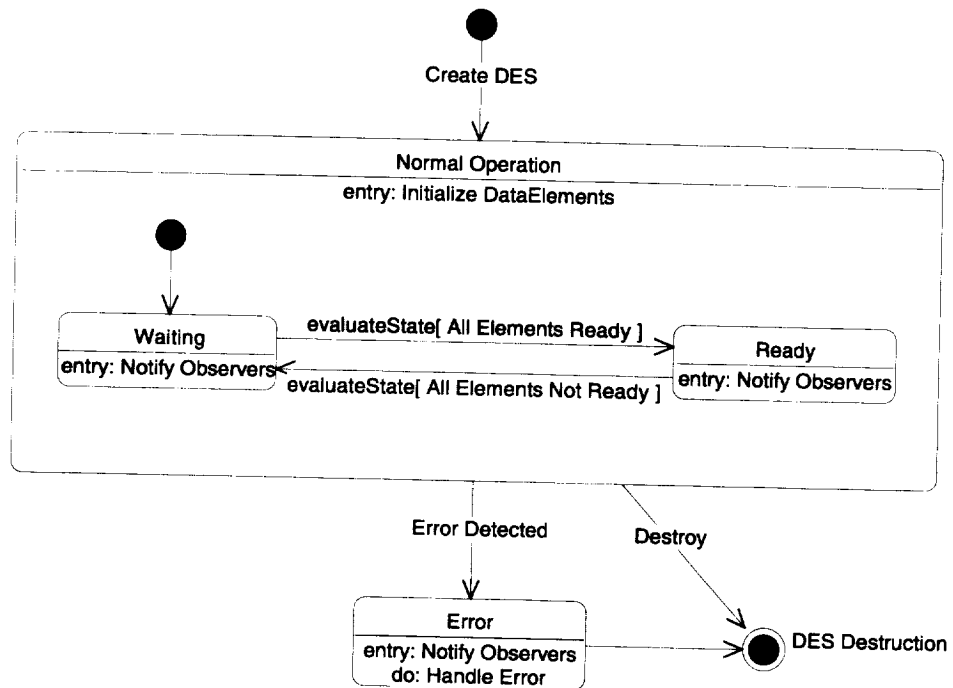 Create DES
Normal Operation
entry: Initialize DataElements
Waiting
entry: Notify Observers
evaluateState[ All Elements Ready ]
evaluateState[ All Elements Not Ready ]
Ready
entry: Notify Observers
Error Detected
Destroy
Error
entry: Notify Observers
do: Handle Error
DES Destruction